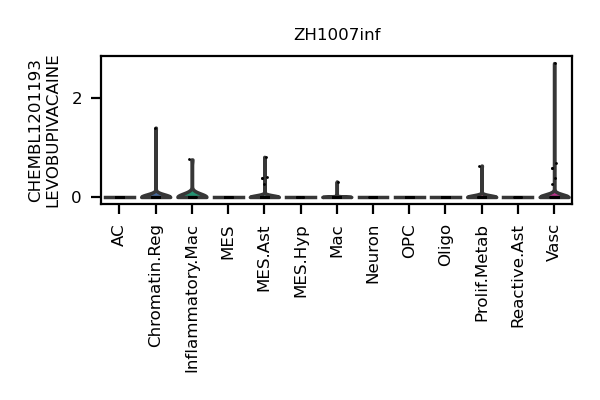 ZH1007inf
CHEMBL1201193
LEVOBUPIVACAINE
2
0
AC
Chromatin.Reg
Inflammatory.Mac
MES
MES.Ast
MES.Hyp
Mac
Neuron
OPC
Oligo
Prolif.Metab
Reactive.Ast
Vasc